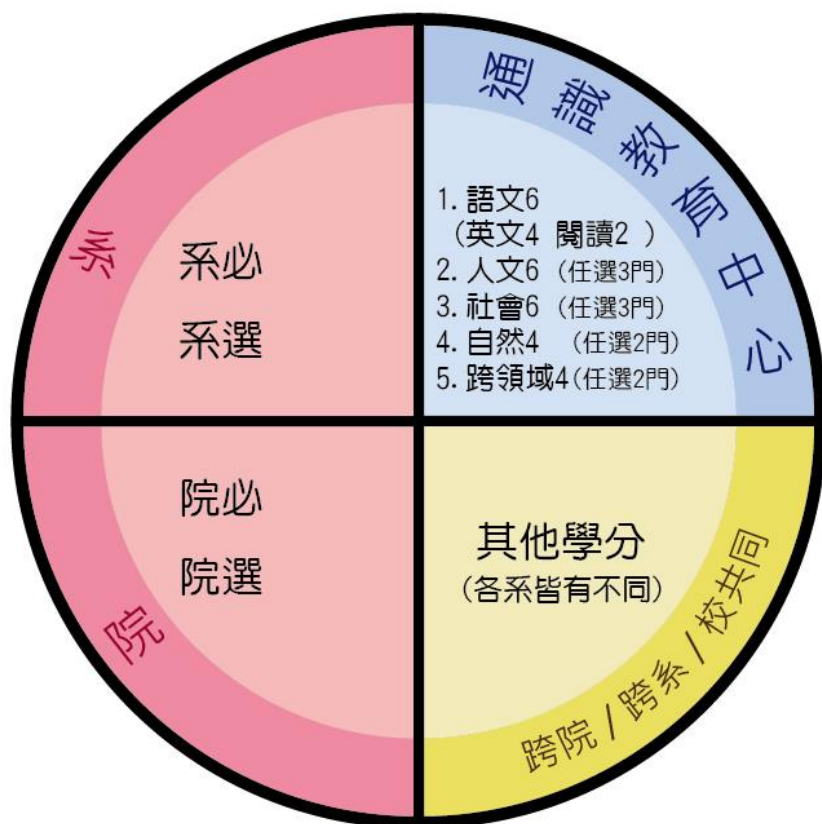 系
系必
系選
通識教育中心
1. 語文6
（英文4 閱讀2 ）
2. 人文6 (任選3門)
3. 社會6 (任選3門)
4. 自然4 (任選2門)
5. 跨領域4(任選2門)
院
院必
院選
其他學分
(各系皆有不同)
跨院/跨系/校共同